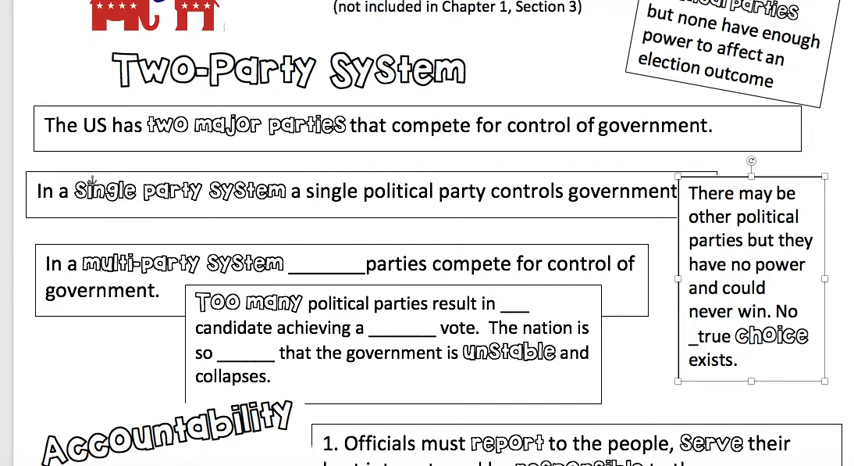 (not included in Chapter 1, Section 3)
parties
but none have enough
power to affect an
election outcome
Two-Party System
The US has two major parties that compete for control of government.
In a single party system a single political party controls government
There may be
other political
parties but they
have no power
and could
never win. No
_true choice
exists.
In a multi-party system ________parties compete for control of
government.
Too many political parties result in ___
candidate achieving a _______ vote. The nation is
so ______ that the government is unstable and
collapses.
Accountability
1. Officials must report to the people, serve their